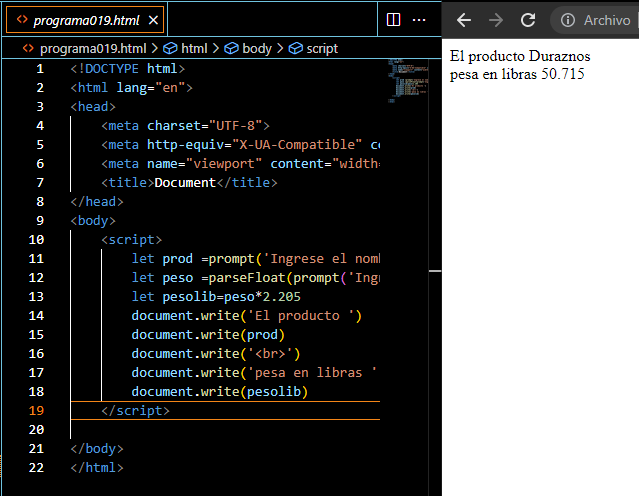 programa019.html
programa019.html > html > body > script
1 <!DOCTYPE html>
2 <html lang="en">
3 <head>
4 <meta charset="UTF-8">
5 <meta http-equiv="X-UA-Compatible" co
6 <meta name="viewport" content="width=
7 <title>Document</title>
8 </head>
9 <body>
10 <script>
11 let prod =prompt('Ingrese el nom
12 let peso =parseFloat(prompt('Ing
13 let pesolib=peso*2.205
14 document.write('El producto ')
15 document.write(prod)
16 document.write('<br>')
17 document.write('pesa en libras '
18 document.write(pesolib)
19 </script>
20
21 </body>
22 </html>
Archivo
El producto Duraznos
pesa en libras 50.715